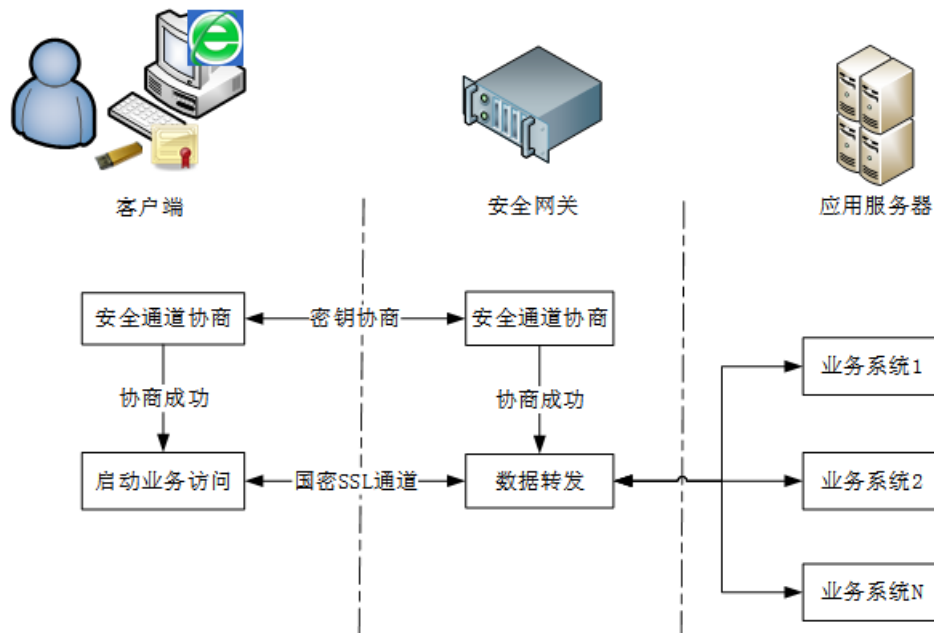 客户端
安全网关
应用服务器
安全通道协商
密钥协商
安全通道协商
业务系统1
协商成功
协商成功
启动业务访问
国密SSL通道
数据转发
业务系统2
业务系统N